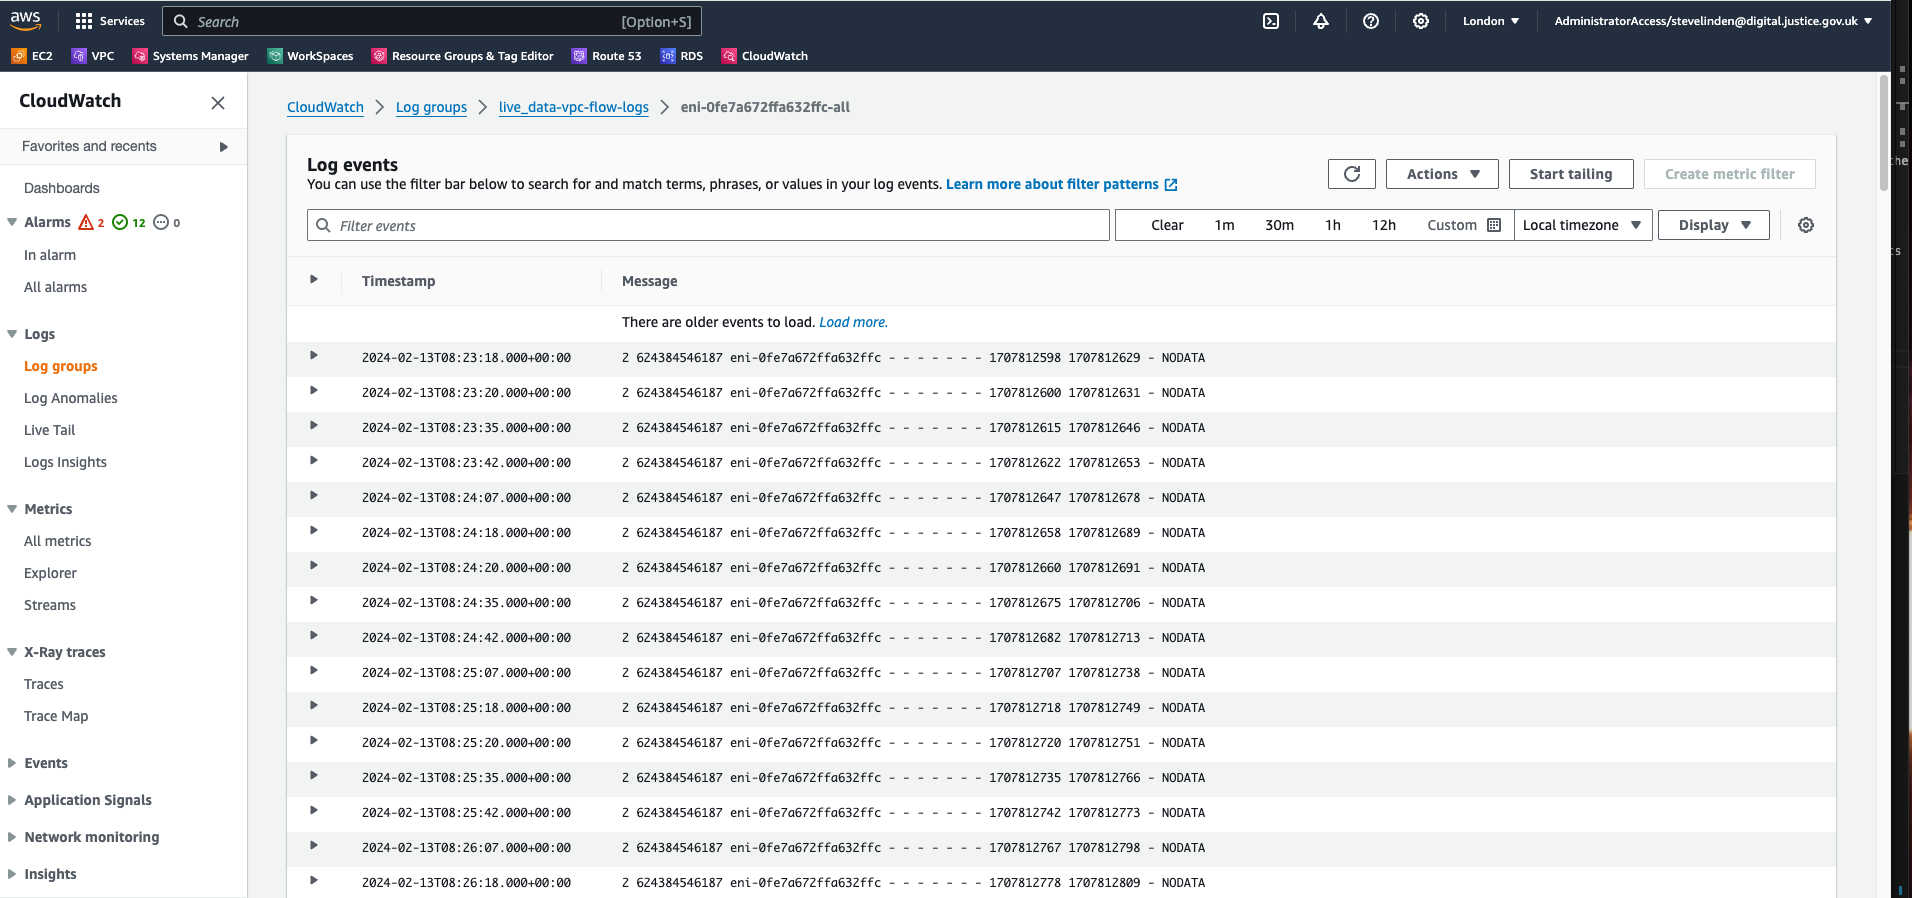 aws
Services
Search
[Option+S]
London
AdministratorAccess/stevelinden@digital.justice.gov.uk
EC2
VPC
Systems Manager
WorkSpaces
Resource Groups & Tag Editor
Route 53
RDS
CloudWatch
CloudWatch
Favorites and recents
Dashboards
Alarms
2
12
0
In alarm
All alarms
Logs
Log groups
Log Anomalies
Live Tail
Logs Insights
Metrics
All metrics
Explorer
Streams
X-Ray traces
Traces
Trace Map
Events
Application Signals
Network monitoring
Insights
CloudWatch
Log groups
live_data-vpc-flow-logs
eni-0fe7a672ffa632ffc-all
Log events
You can use the filter bar below to search for and match terms, phrases, or values in your log events. Learn more about filter patterns
Actions
Start tailing
Create metric filter
Filter events
Clear
1m
30m
1h
12h
Custom
Local timezone
Display
Timestamp
Message
There are older events to load. Load more.
2024-02-13T08:23:18.000+00:00 2 624384546187 eni-0fe7a672ffa632ffc - - - - - - - 1707812598 1707812629 - NODATA
2024-02-13T08:23:20.000+00:00 2 624384546187 eni-0fe7a672ffa632ffc - - - - - - - 1707812600 1707812631 - NODATA
2024-02-13T08:23:35.000+00:00 2 624384546187 eni-0fe7a672ffa632ffc - - - - - - - 1707812615 1707812646 - NODATA
2024-02-13T08:23:42.000+00:00 2 624384546187 eni-0fe7a672ffa632ffc - - - - - - - 1707812622 1707812653 - NODATA
2024-02-13T08:24:07.000+00:00 2 624384546187 eni-0fe7a672ffa632ffc - - - - - - - 1707812647 1707812678 - NODATA
2024-02-13T08:24:18.000+00:00 2 624384546187 eni-0fe7a672ffa632ffc - - - - - - - 1707812658 1707812689 - NODATA
2024-02-13T08:24:20.000+00:00 2 624384546187 eni-0fe7a672ffa632ffc - - - - - - - 1707812660 1707812691 - NODATA
2024-02-13T08:24:35.000+00:00 2 624384546187 eni-0fe7a672ffa632ffc - - - - - - - 1707812675 1707812706 - NODATA
2024-02-13T08:24:42.000+00:00 2 624384546187 eni-0fe7a672ffa632ffc - - - - - - - 1707812682 1707812713 - NODATA
2024-02-13T08:25:07.000+00:00 2 624384546187 eni-0fe7a672ffa632ffc - - - - - - - 1707812707 1707812738 - NODATA
2024-02-13T08:25:18.000+00:00 2 624384546187 eni-0fe7a672ffa632ffc - - - - - - - 1707812718 1707812749 - NODATA
2024-02-13T08:25:20.000+00:00 2 624384546187 eni-0fe7a672ffa632ffc - - - - - - - 1707812720 1707812751 - NODATA
2024-02-13T08:25:35.000+00:00 2 624384546187 eni-0fe7a672ffa632ffc - - - - - - - 1707812735 1707812766 - NODATA
2024-02-13T08:25:42.000+00:00 2 624384546187 eni-0fe7a672ffa632ffc - - - - - - - 1707812742 1707812773 - NODATA
2024-02-13T08:26:07.000+00:00 2 624384546187 eni-0fe7a672ffa632ffc - - - - - - - 1707812767 1707812798 - NODATA
2024-02-13T08:26:18.000+00:00 2 624384546187 eni-0fe7a672ffa632ffc - - - - - - - 1707812778 1707812809 - NODATA